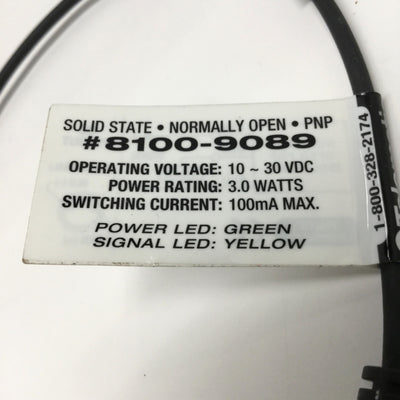 SOLID STATE • NORMALLY OPEN • PNP
#8100-9089
OPERATING VOLTAGE: 10 ~ 30 VDC
POWER RATING: 3.0 WATTS
SWITCHING CURRENT: 100mA MAX.
POWER LED: GREEN
SIGNAL LED: YELLOW
1-800-328-2174